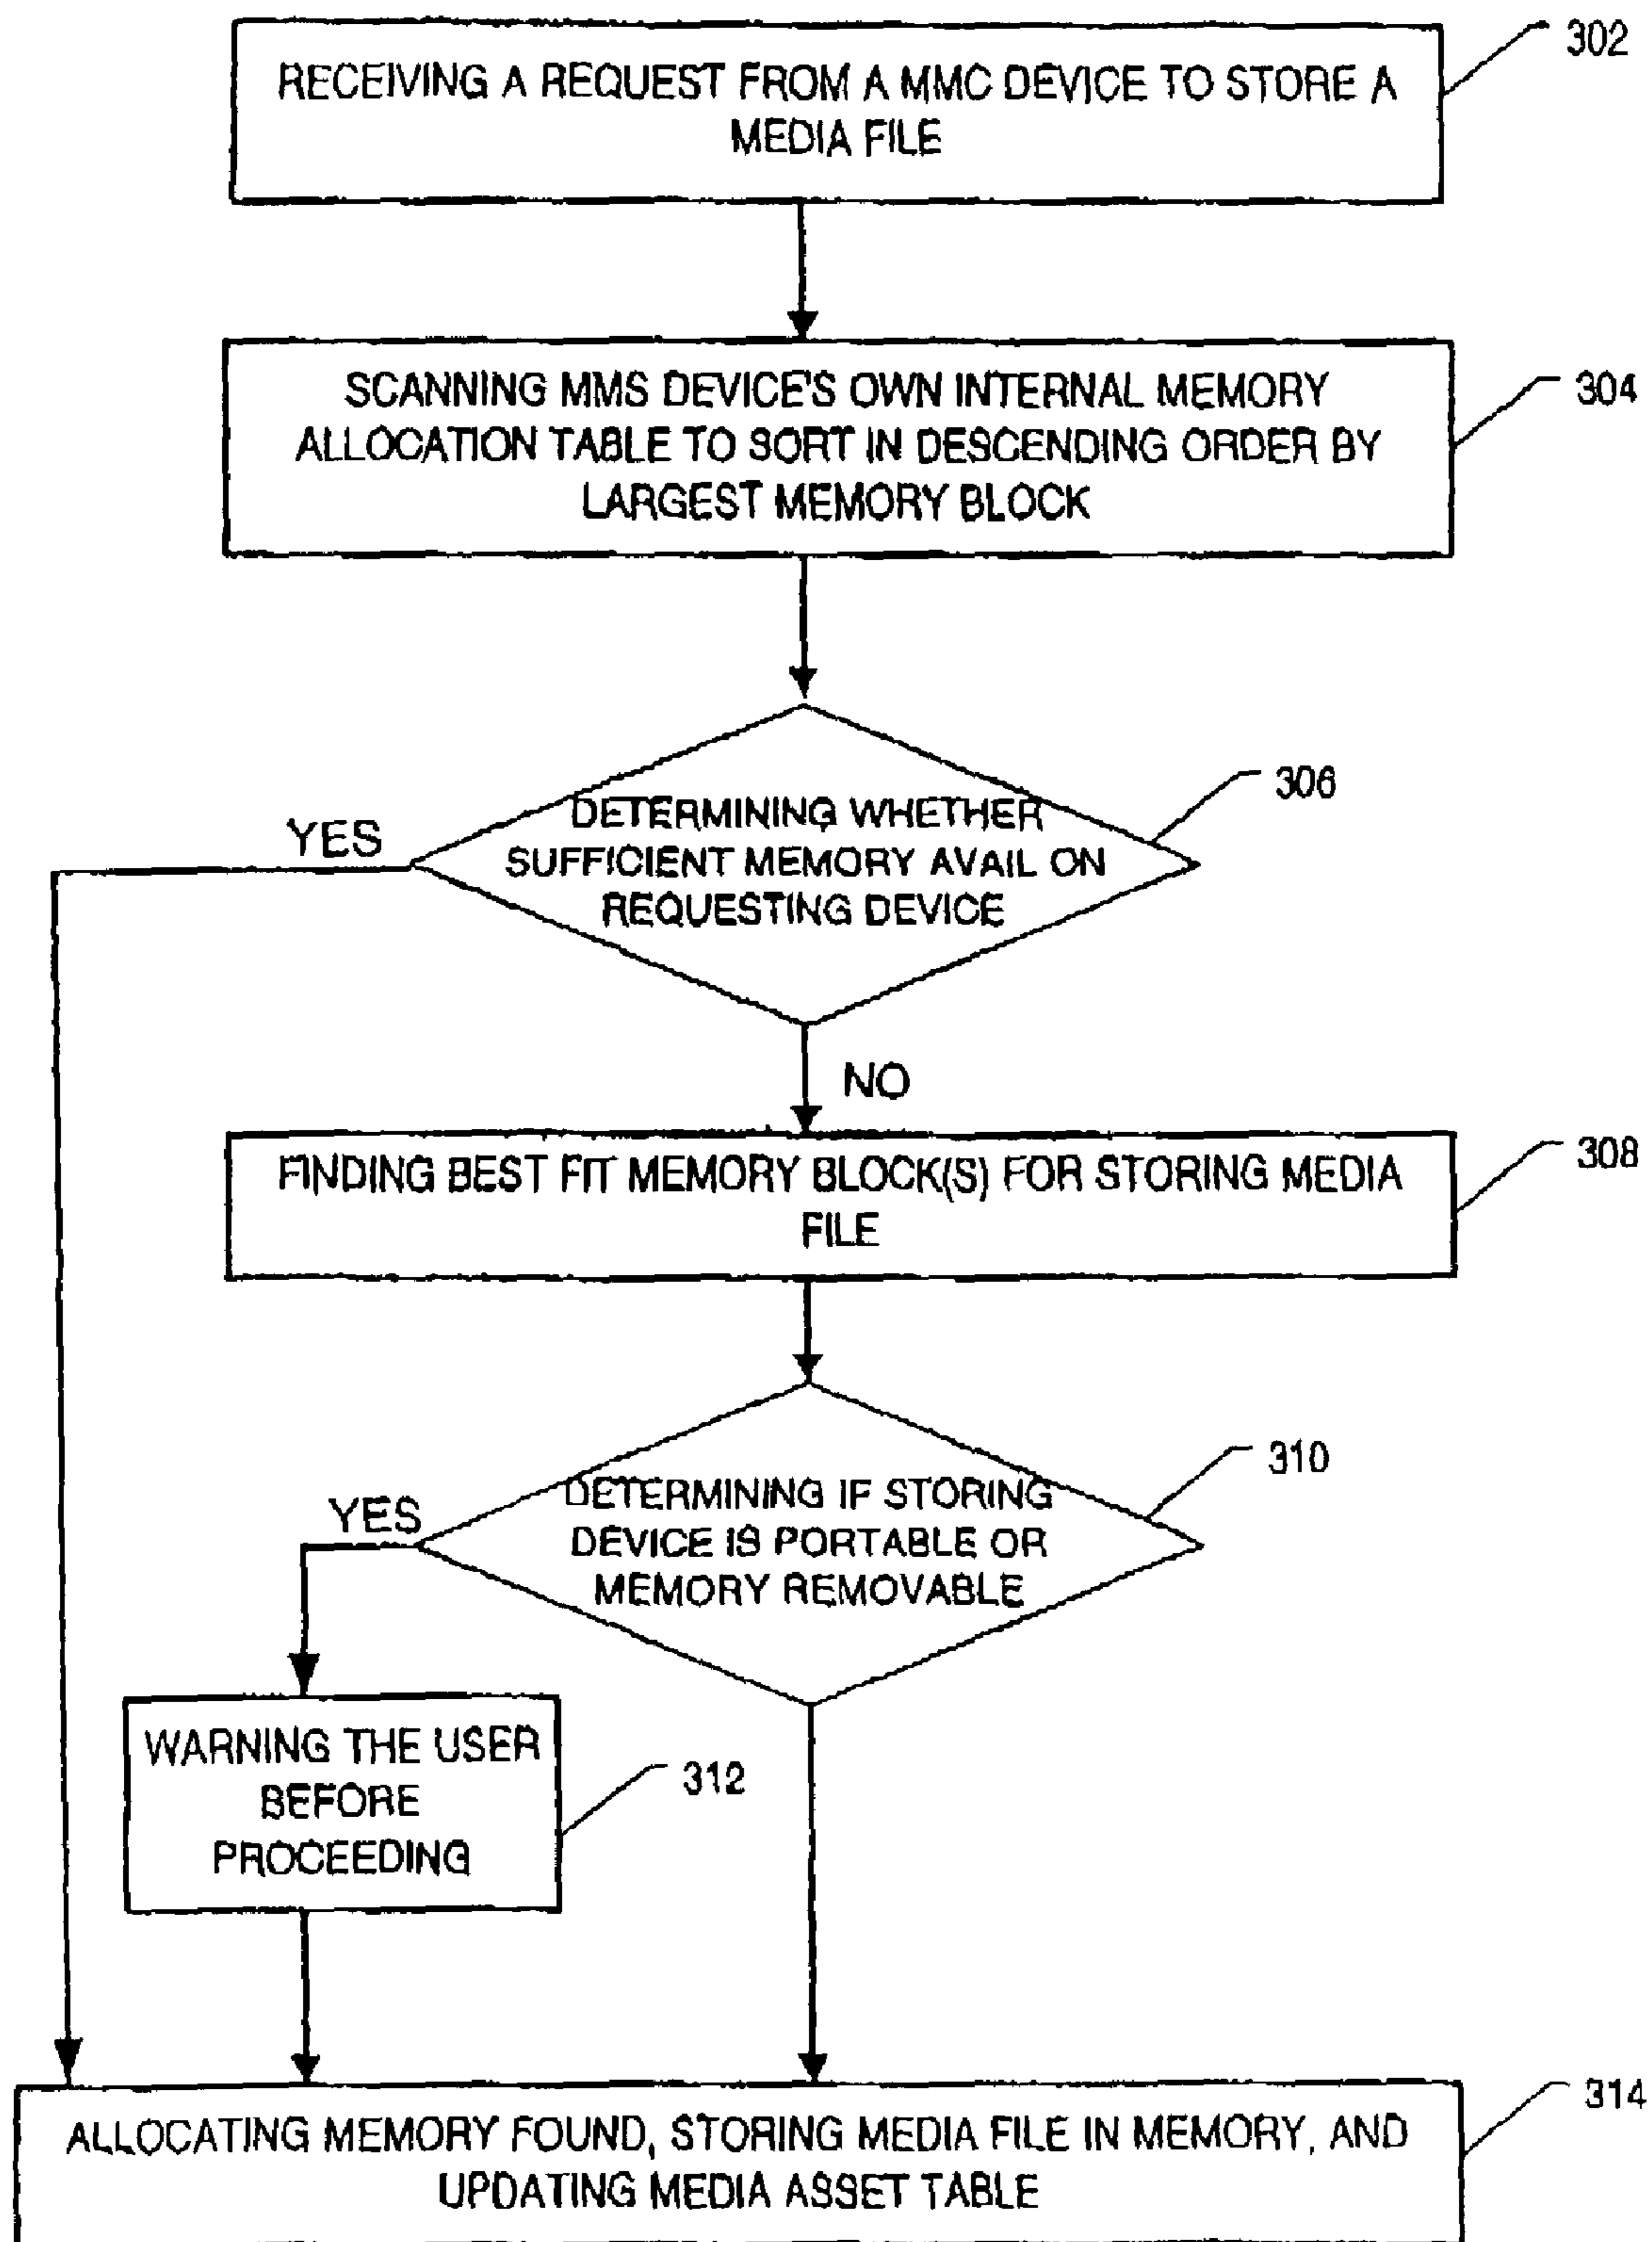 302
RECEIVING A REQUEST FROM A MMC DEVICE TO STORE A
MEDIA FILE
304
SCANNING MMS DEVICE'S OWN INTERNAL MEMORY
ALLOCATION TABLE TO SORT IN DESCENDING ORDER BY
LARGEST MEMORY BLOCK
306
DETERMINING WHETHER
SUFFICIENT MEMORY AVAIL ON
REQUESTING DEVICE
YES
NO
308
FINDING BEST FIT MEMORY BLOCK(S) FOR STORING MEDIA
FILE
310
DETERMINING IF STORING
DEVICE IS PORTABLE OR
MEMORY REMOVABLE
YES
WARNING THE USER
BEFORE
PROCEEDING
312
314
ALLOCATING MEMORY FOUND, STORING MEDIA FILE IN MEMORY, AND
UPDATING MEDIA ASSET TABLE